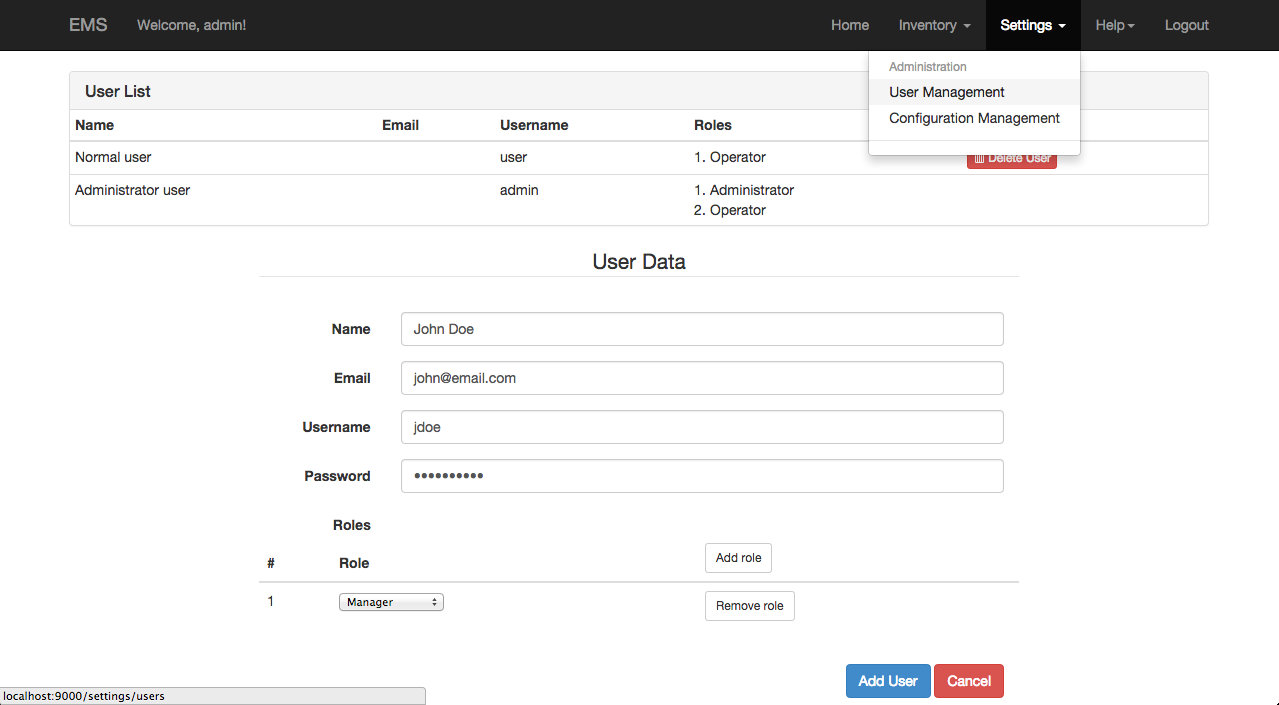 EMS Welcome, admin! Home Inventory Settings Help Logout
Administration
User Management
Configuration Management
User List
Name Email Username Roles
Normal user user 1. Operator Delete User
Administrator user admin 1. Administrator
2. Operator
User Data
Name John Doe
Email john@email.com
Username jdoe
Password ••••••••••
Roles
# Role Add role
1 Manager Remove role
Add User Cancel
localhost:9000/settings/users